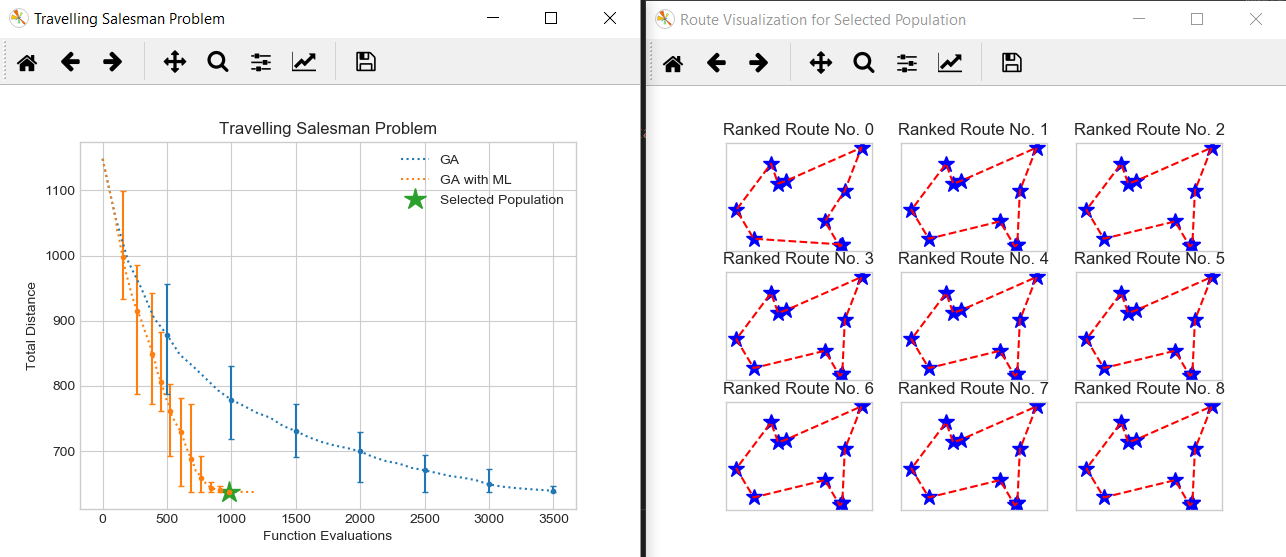 Travelling Salesman Problem
Travelling Salesman Problem
GA
GA with ML
Selected Population
1100
1000
900
800
700
Total Distance
0 500 1000 1500 2000 2500 3000 3500
Function Evaluations
Route Visualization for Selected Population
Ranked Route No. 0 Ranked Route No. 1 Ranked Route No. 2
Ranked Route No. 3 Ranked Route No. 4 Ranked Route No. 5
Ranked Route No. 6 Ranked Route No. 7 Ranked Route No. 8